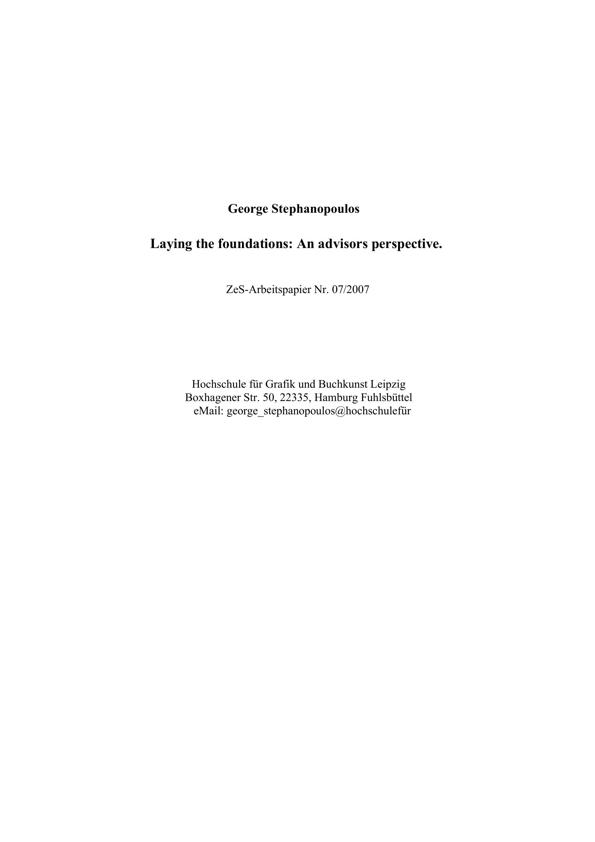 George Stephanopoulos
Laying the foundations: An advisors perspective.
ZeS-Arbeitspapier Nr. 07/2007
Hochschule für Grafik und Buchkunst Leipzig
Boxhagener Str. 50, 22335, Hamburg Fuhlsbüttel
eMail: george_stephanopoulos@hochschulefür